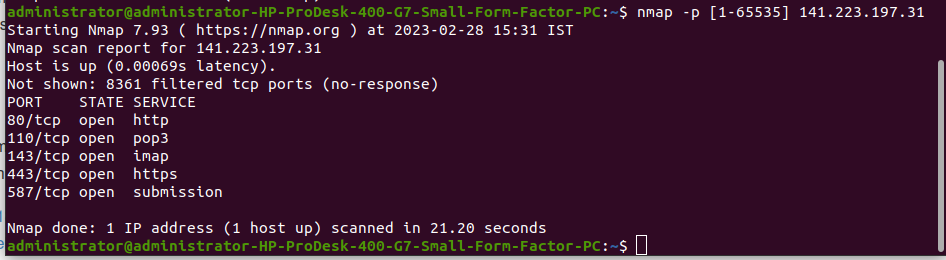 administrator@administrator-HP-ProDesk-400-G7-Small-Form-Factor-PC:~$ nmap -p [1-65535] 141.223.197.31
Starting Nmap 7.93 ( https://nmap.org ) at 2023-02-28 15:31 IST
Nmap scan report for 141.223.197.31
Host is up (0.00069s latency).
Not shown: 8361 filtered tcp ports (no-response)
PORT    STATE SERVICE
80/tcp  open  http
110/tcp open  pop3
143/tcp open  imap
443/tcp open  https
587/tcp open  submission
Nmap done: 1 IP address (1 host up) scanned in 21.20 seconds
administrator@administrator-HP-ProDesk-400-G7-Small-Form-Factor-PC:~$